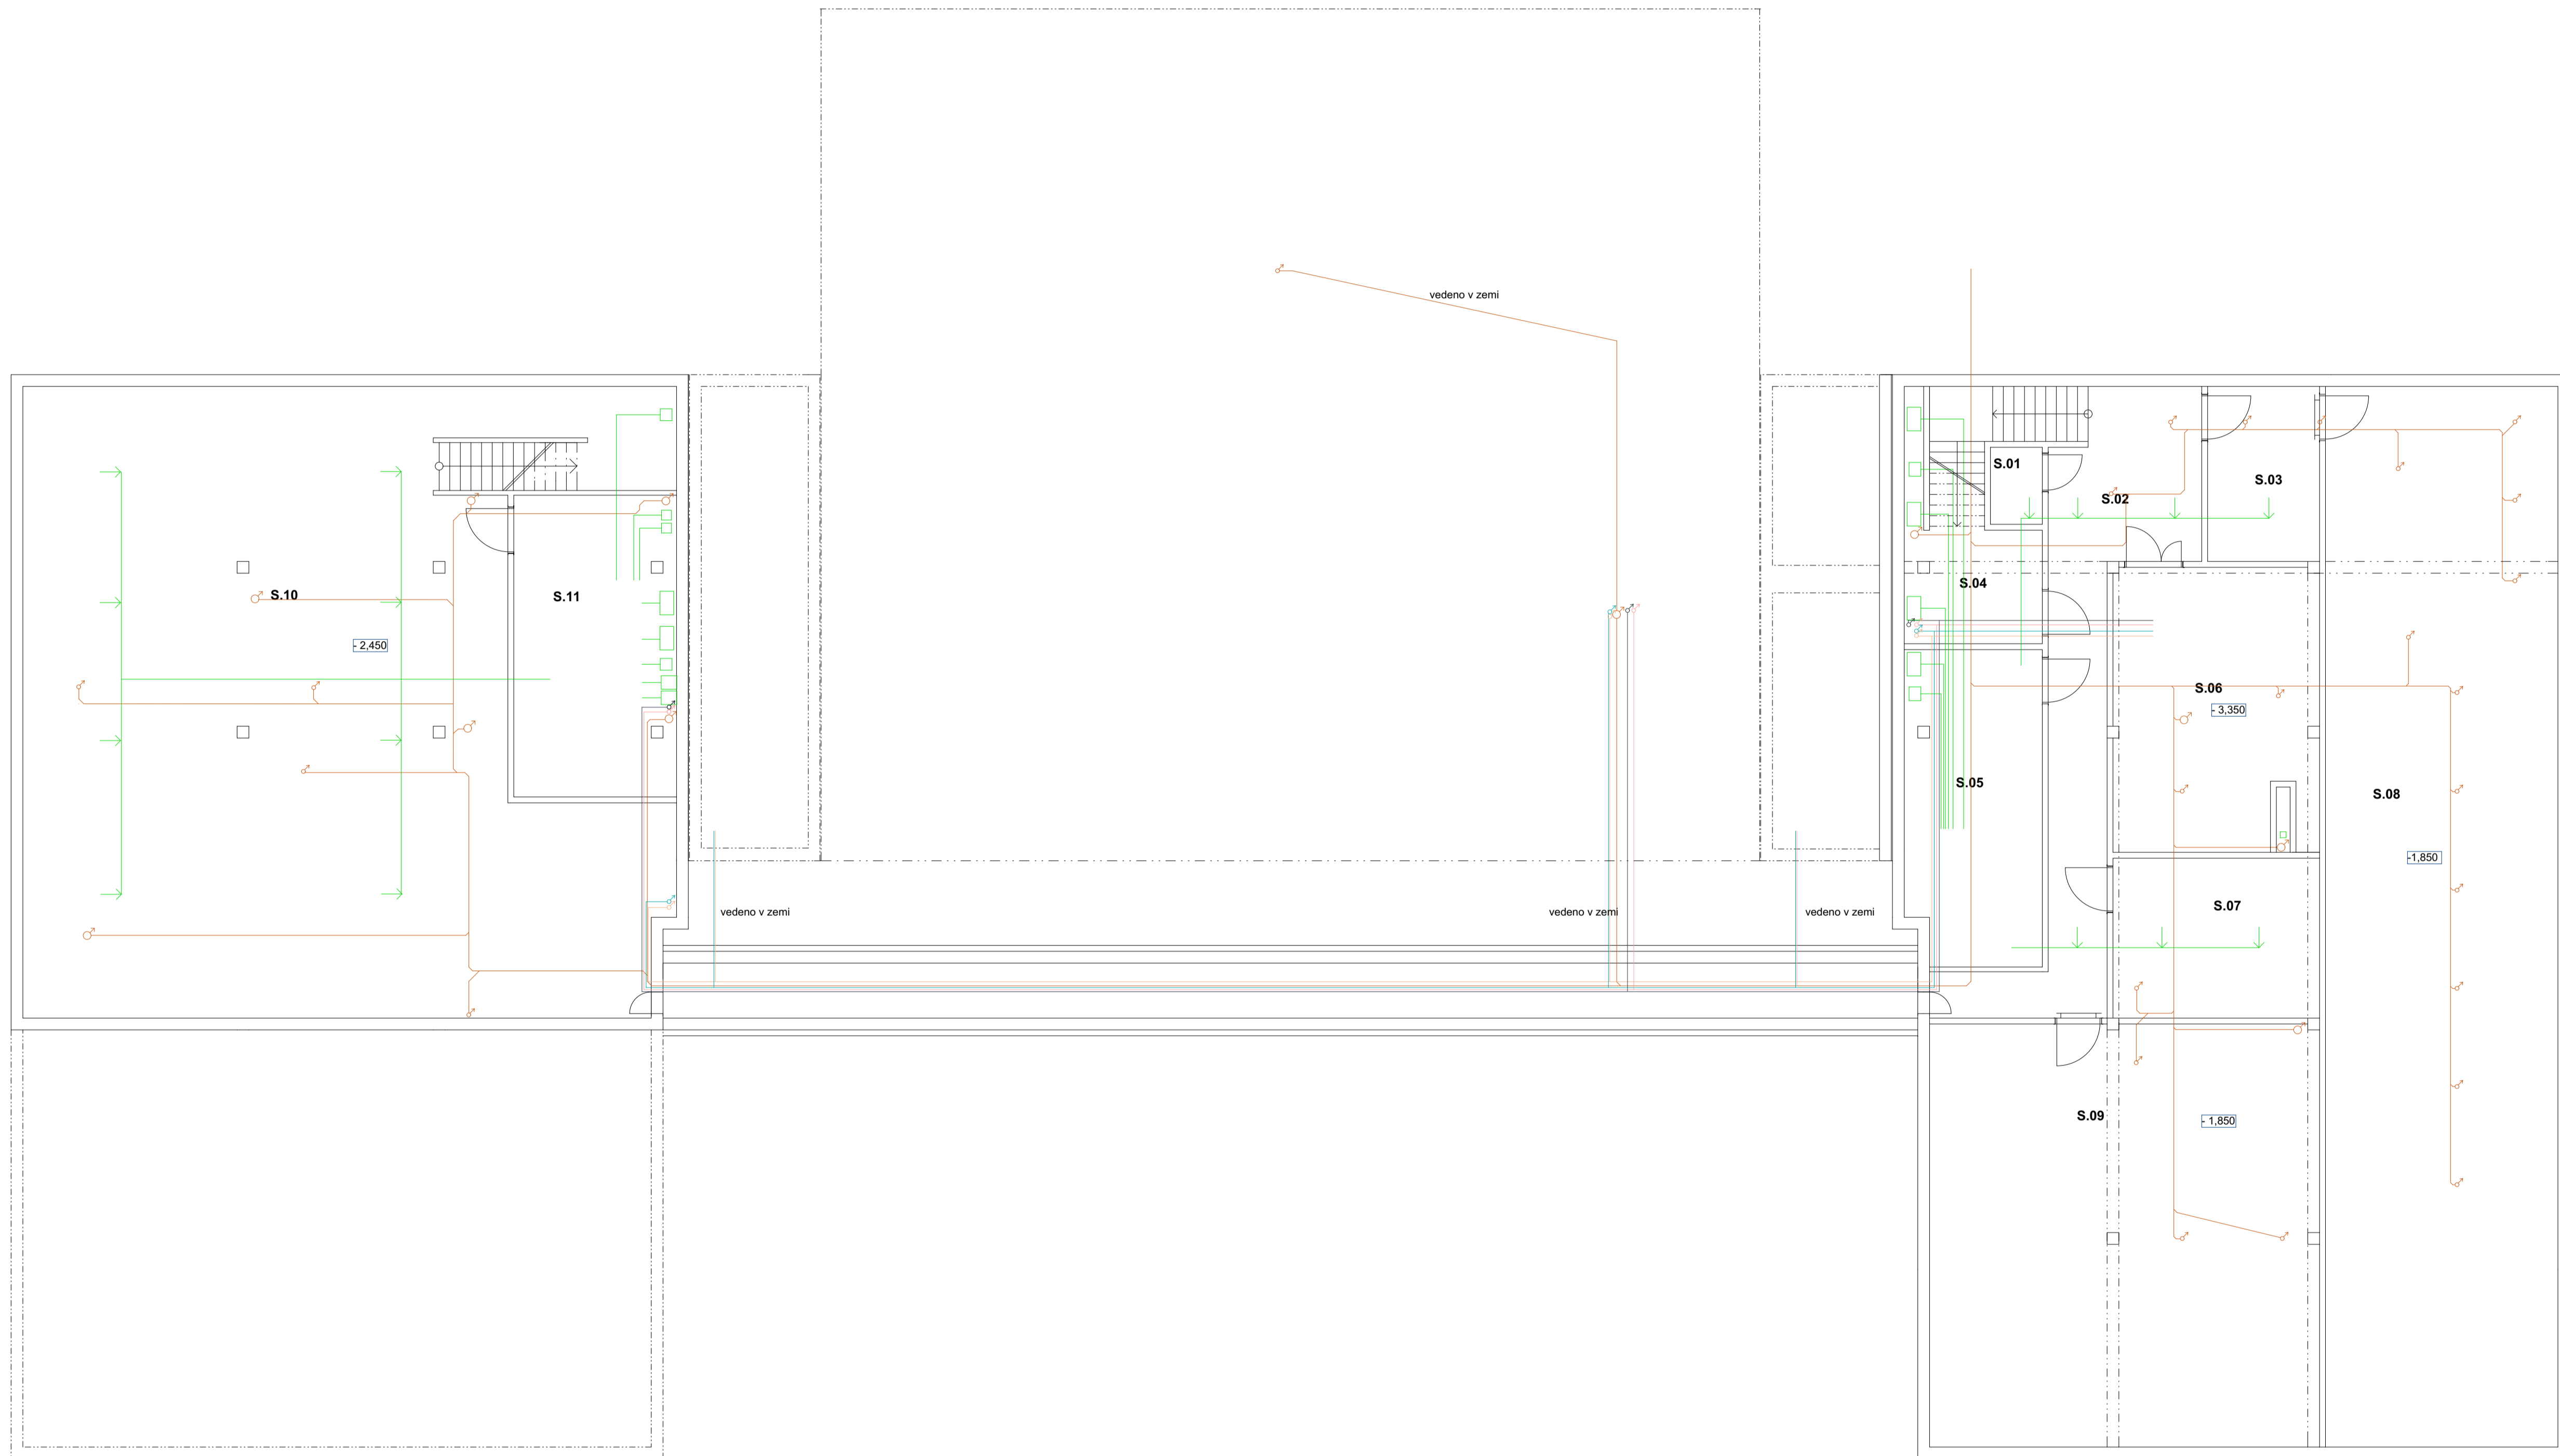 vedeno v zemi
S.01
S.03
S.02
S.04
S.10
S.11
- 2,450
S.06
- 3,350
S.05
S.08
-1,850
S.07
vedeno v zemi
vedeno v zemi
vedeno v zemi
S.09
- 1,850